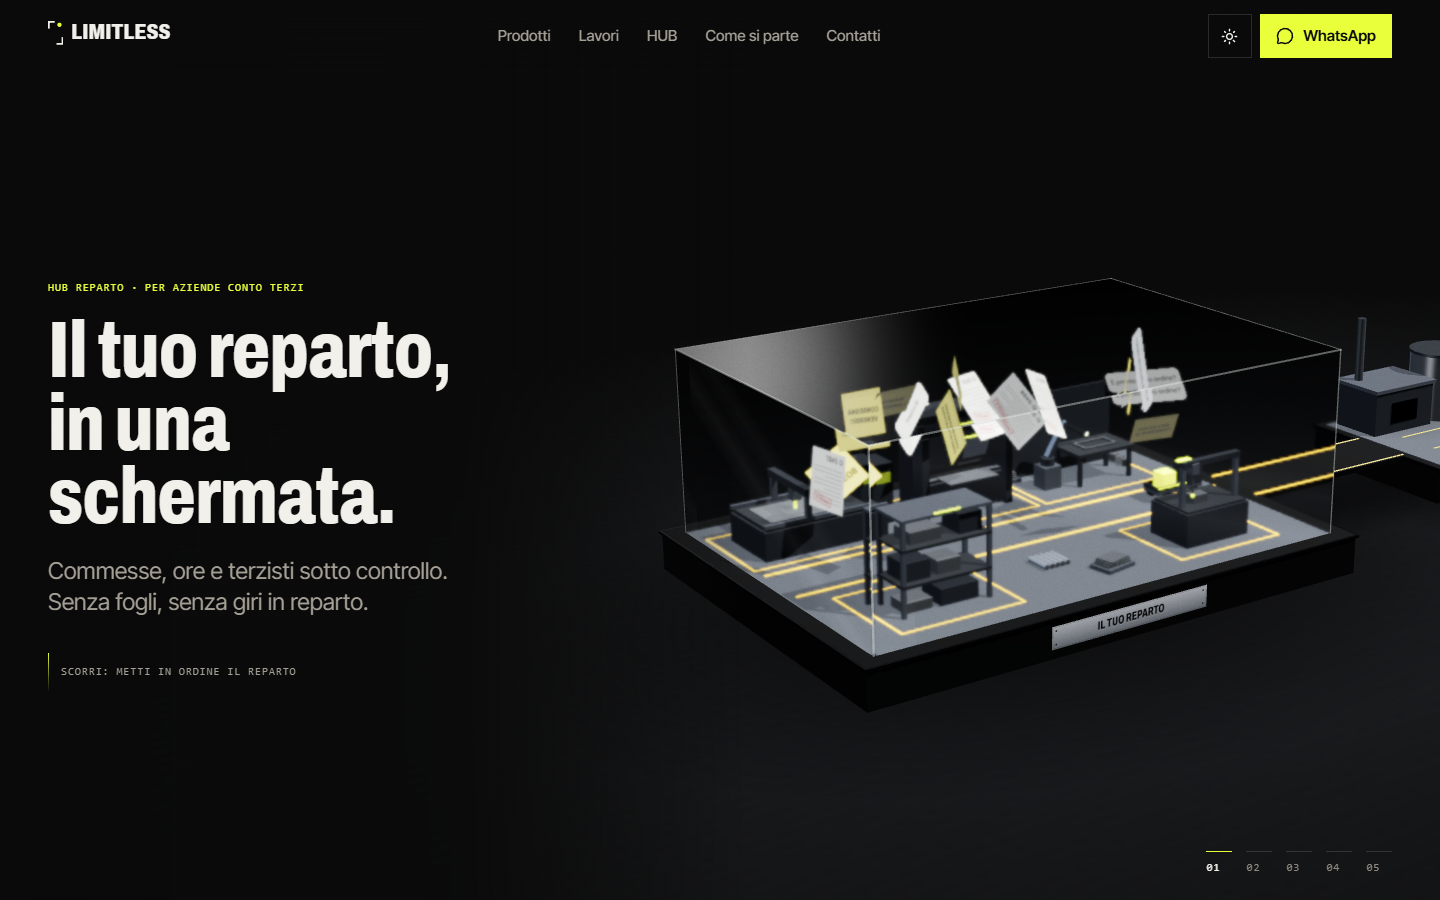 LIMITLESS
Prodotti
Lavori
HUB
Come si parte
Contatti
WhatsApp
HUB REPARTO · PER AZIENDE CONTO TERZI
Il tuo reparto,
in una
schermata.
Commesse, ore e terzisti sotto controllo.
Senza fogli, senza giri in reparto.
SCORRI: METTI IN ORDINE IL REPARTO
IL TUO REPARTO
01
02
03
04
05